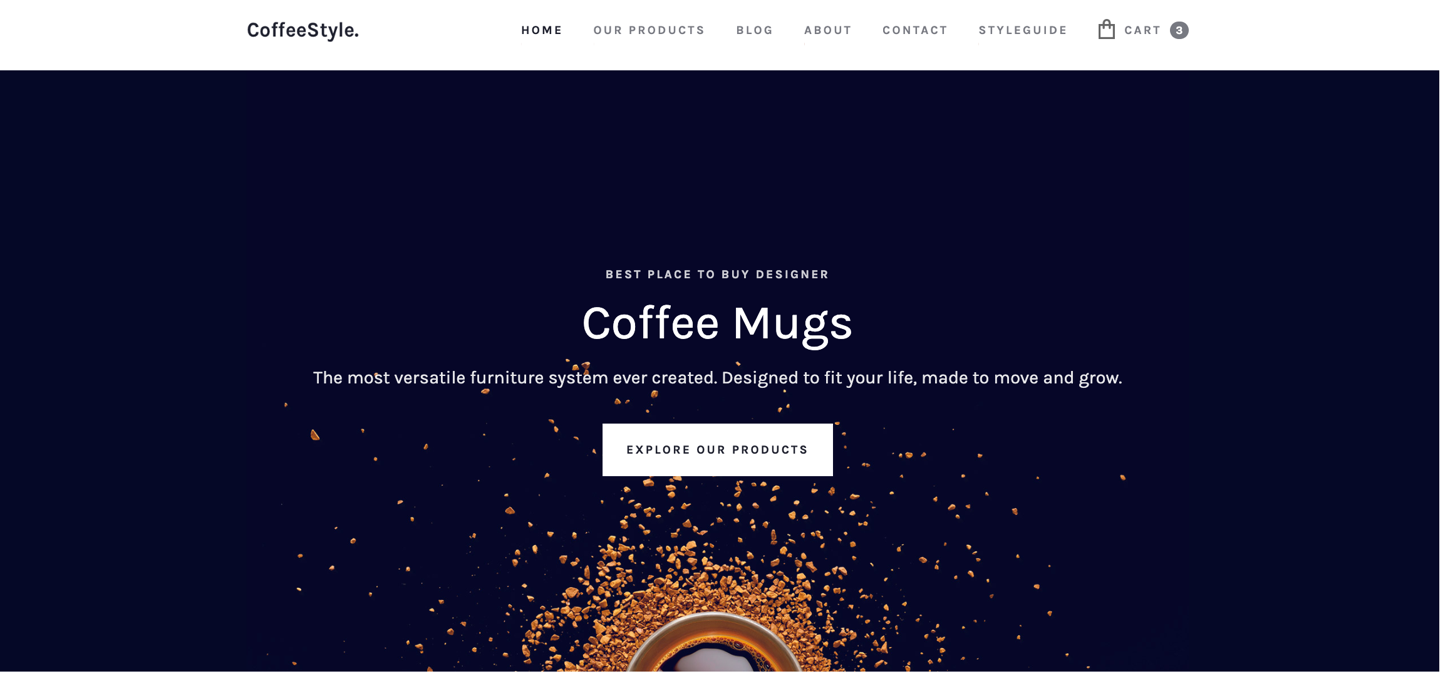 CoffeeStyle.
HOME OUR PRODUCTS BLOG ABOUT CONTACT STYLEGUIDE CART 3
BEST PLACE TO BUY DESIGNER
Coffee Mugs
The most versatile furniture system ever created. Designed to fit your life, made to move and grow.
EXPLORE OUR PRODUCTS